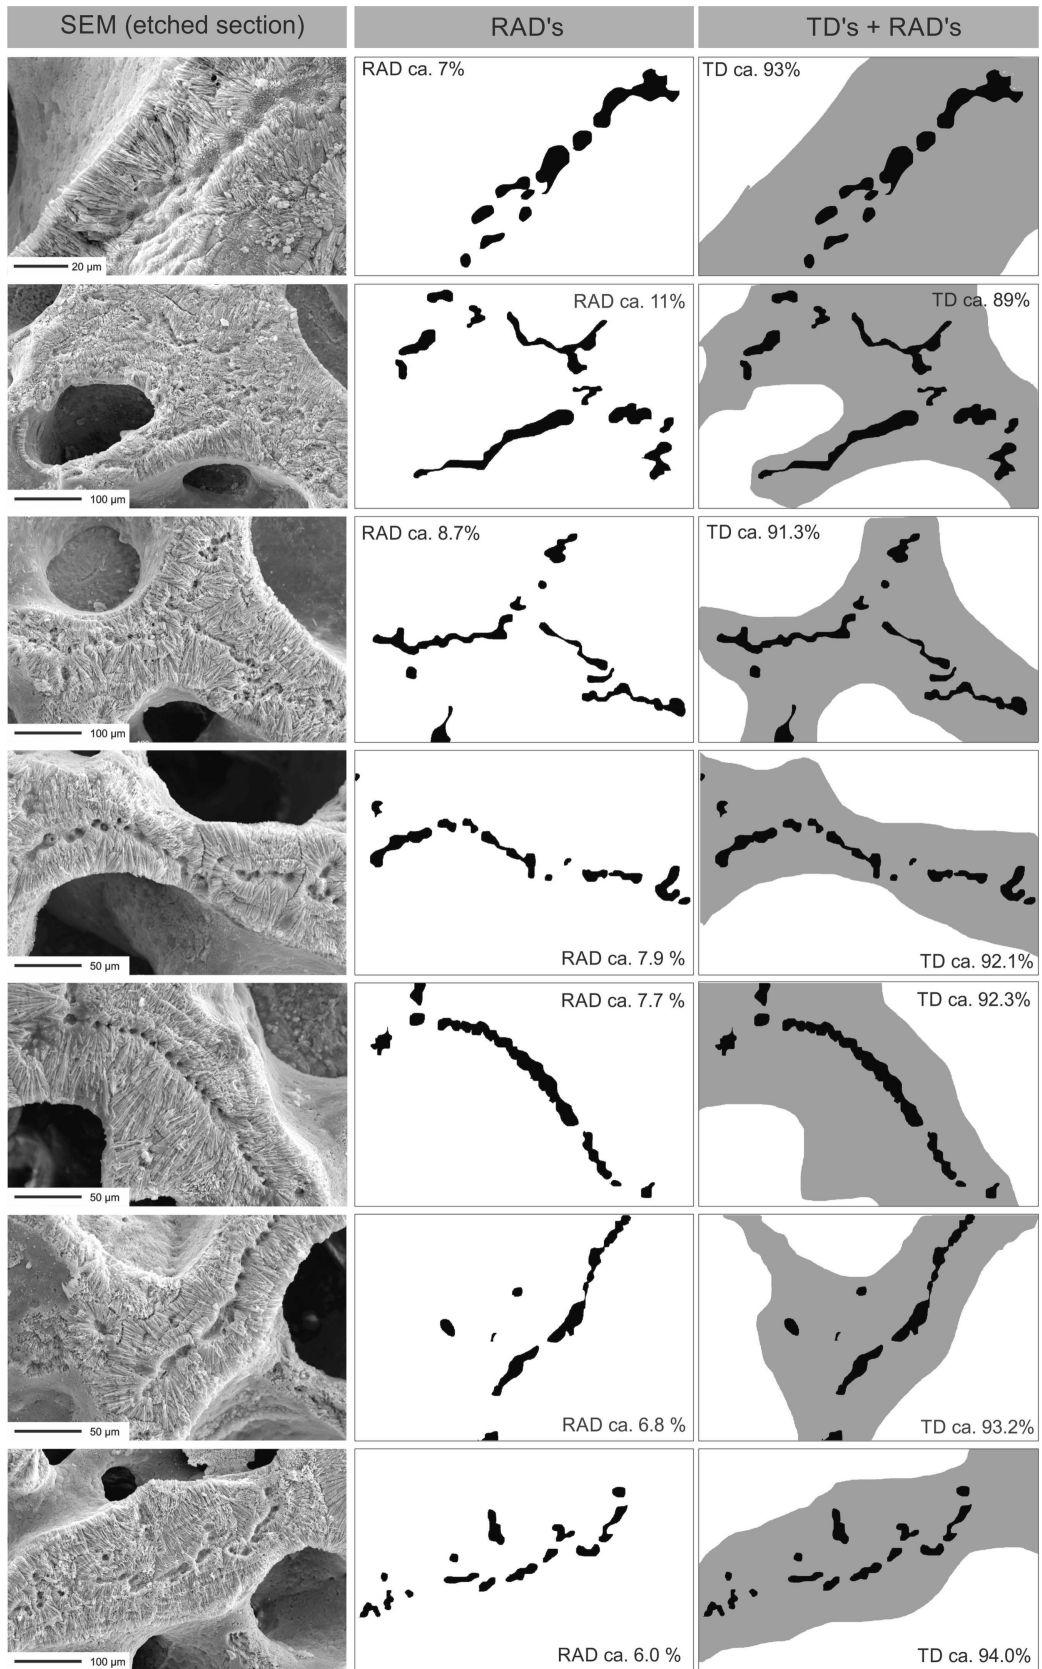 SEM (etched section) RAD's TD's + RAD's
RAD ca. 7% TD ca. 93%
20 µm
RAD ca. 11% TD ca. 89%
100 µm
RAD ca. 8.7% TD ca. 91.3%
100 µm
RAD ca. 7.9 % TD ca. 92.1%
50 µm
RAD ca. 7.7 % TD ca. 92.3%
50 µm
RAD ca. 6.8 % TD ca. 93.2%
50 µm
RAD ca. 6.0 % TD ca. 94.0%
100 µm